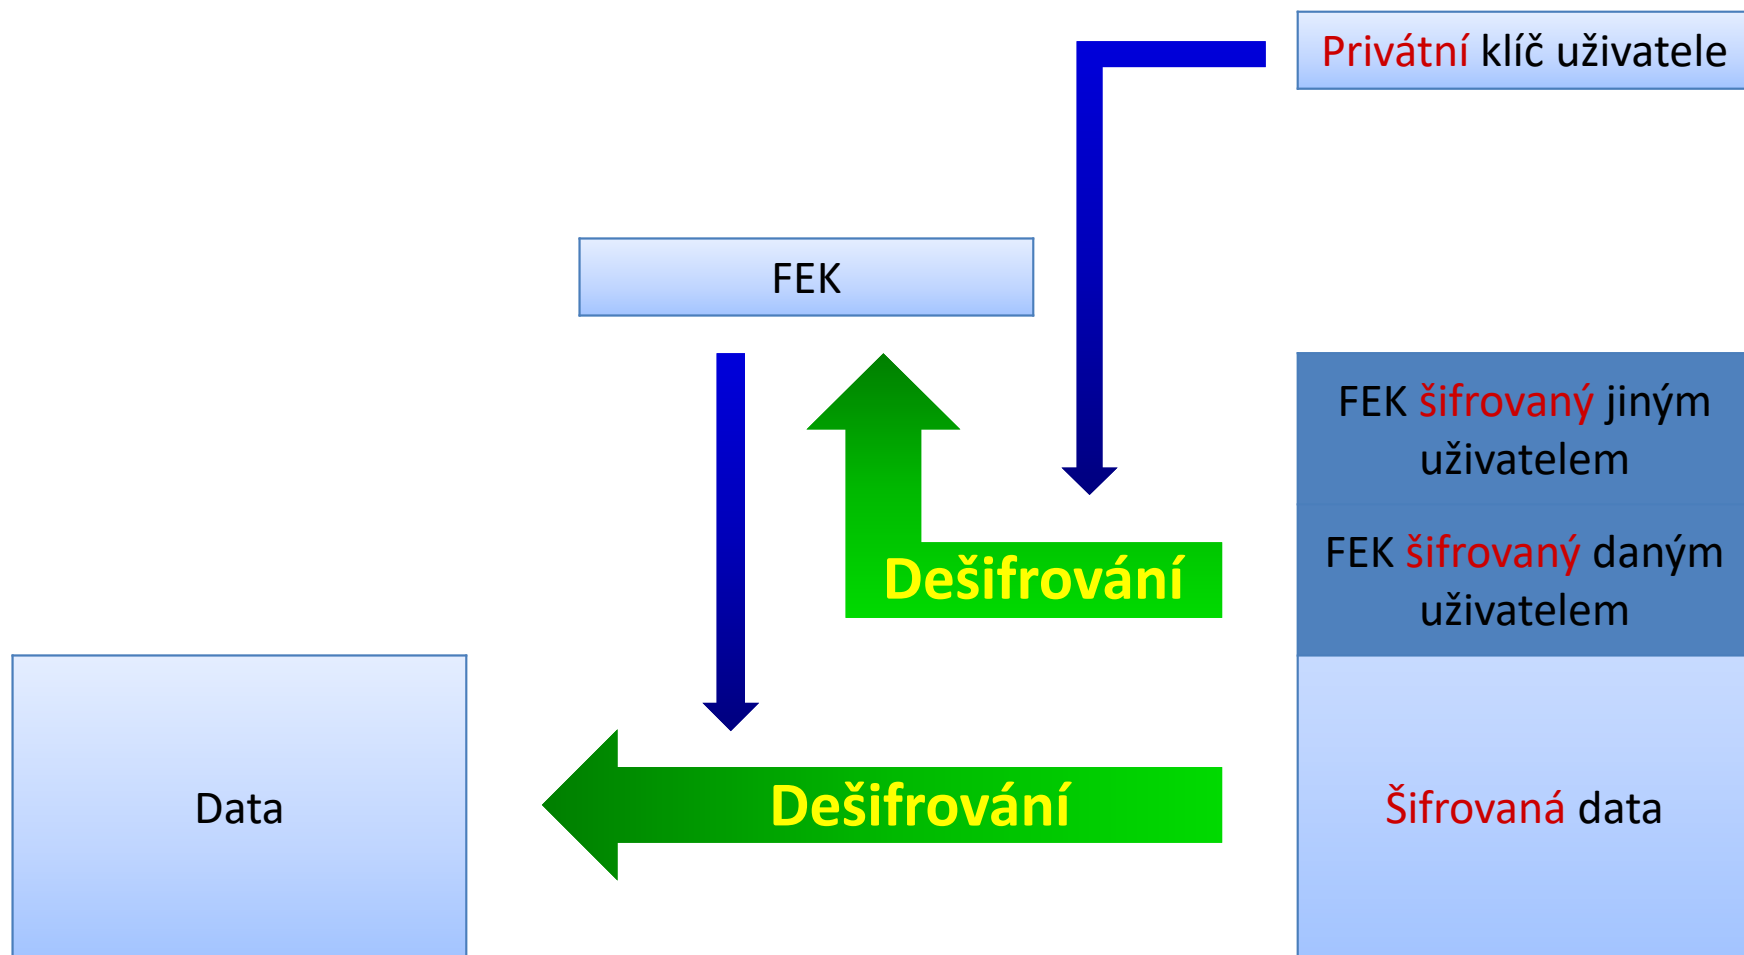 Privátní klíč uživatele
FEK
FEK šifrovaný jiným
uživatelem
FEK šifrovaný daným
uživatelem
Dešifrování
Data
Dešifrování
Šifrovaná data